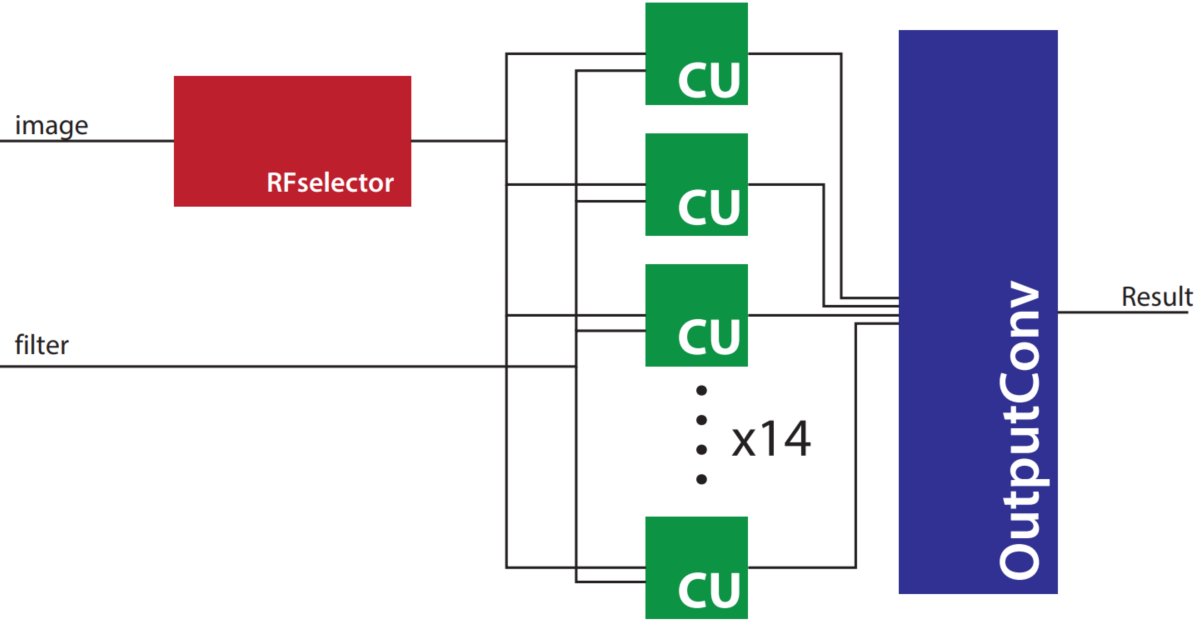 image
RFselector
filter
CU
CU
CU
x14
CU
OutputConv
Result